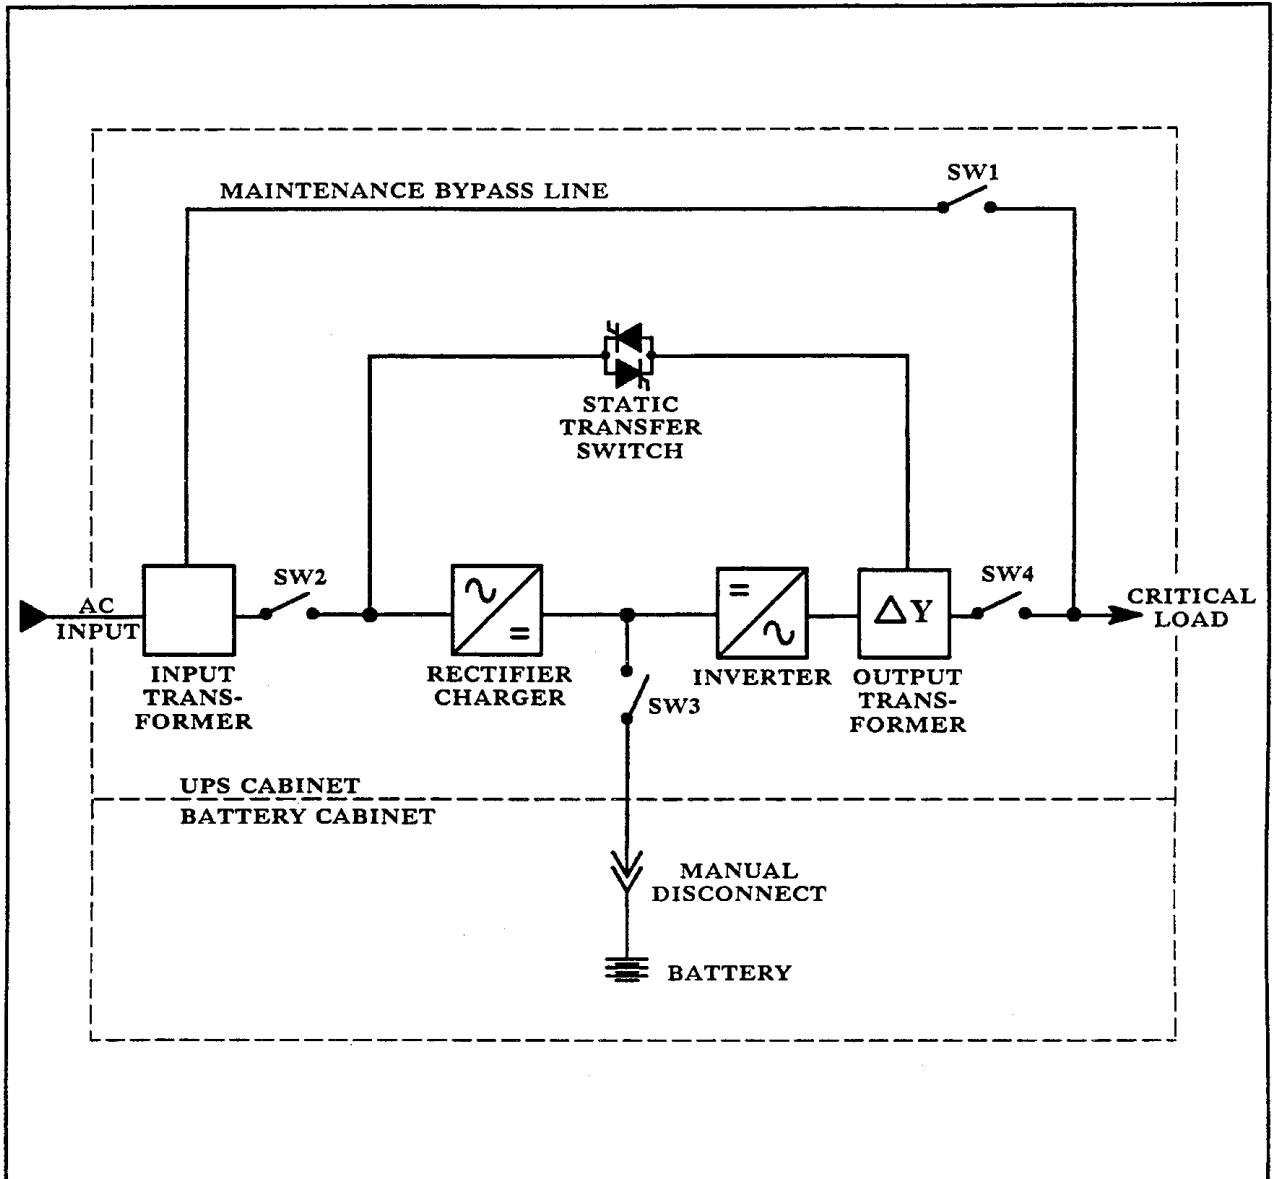 SW1
MAINTENANCE BYPASS LINE
STATIC
TRANSFER
SWITCH
SW2
SW4
AC
INPUT
CRITICAL
LOAD
ΔY
INPUT
TRANS-
FORMER
RECTIFIER
CHARGER
INVERTER
OUTPUT
TRANS-
FORMER
SW3
UPS CABINET
BATTERY CABINET
MANUAL
DISCONNECT
BATTERY